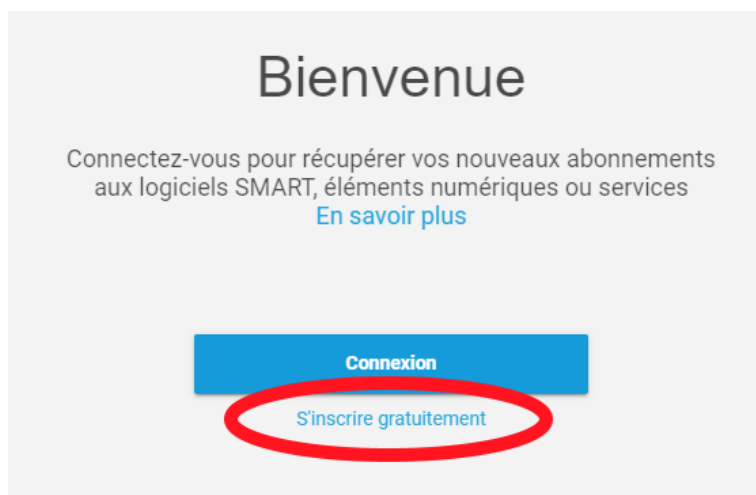 Bienvenue
Connectez-vous pour récupérer vos nouveaux abonnements
aux logiciels SMART, éléments numériques ou services
En savoir plus
Connexion
S'inscrire gratuitement